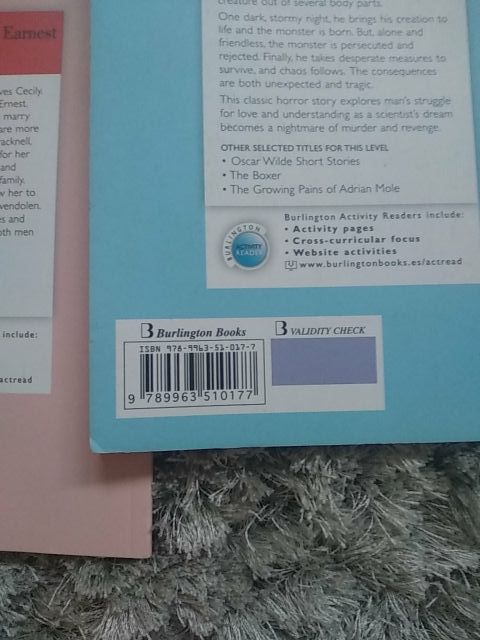 Earnest
ves Cecily.
Ernest.
marry
are more
racknell,
for her
and
family.
w her to
wendolen.
es and
oth men
include:
actread
creature out of several body parts.
One dark, stormy night, he brings his creation to
life and the monster is born. But, alone and
friendless, the monster is persecuted and
rejected. Finally, he takes desperate measures to
survive, and chaos follows. The consequences
are both unexpected and tragic.
This classic horror story explores man's struggle
for love and understanding as a scientist's dream
becomes a nightmare of murder and revenge.
OTHER SELECTED TITLES FOR THIS LEVEL
• Oscar Wilde Short Stories
• The Boxer
• The Growing Pains of Adrian Mole
BURLINGTON
ACTIVITY
READER
Burlington Activity Readers include:
• Activity pages
• Cross-curricular focus
• Website activities
www.burlingtonbooks.es/actread
B Burlington Books
ISBN 978-9963-51-017-7
9 789963 510177
B VALIDITY CHECK